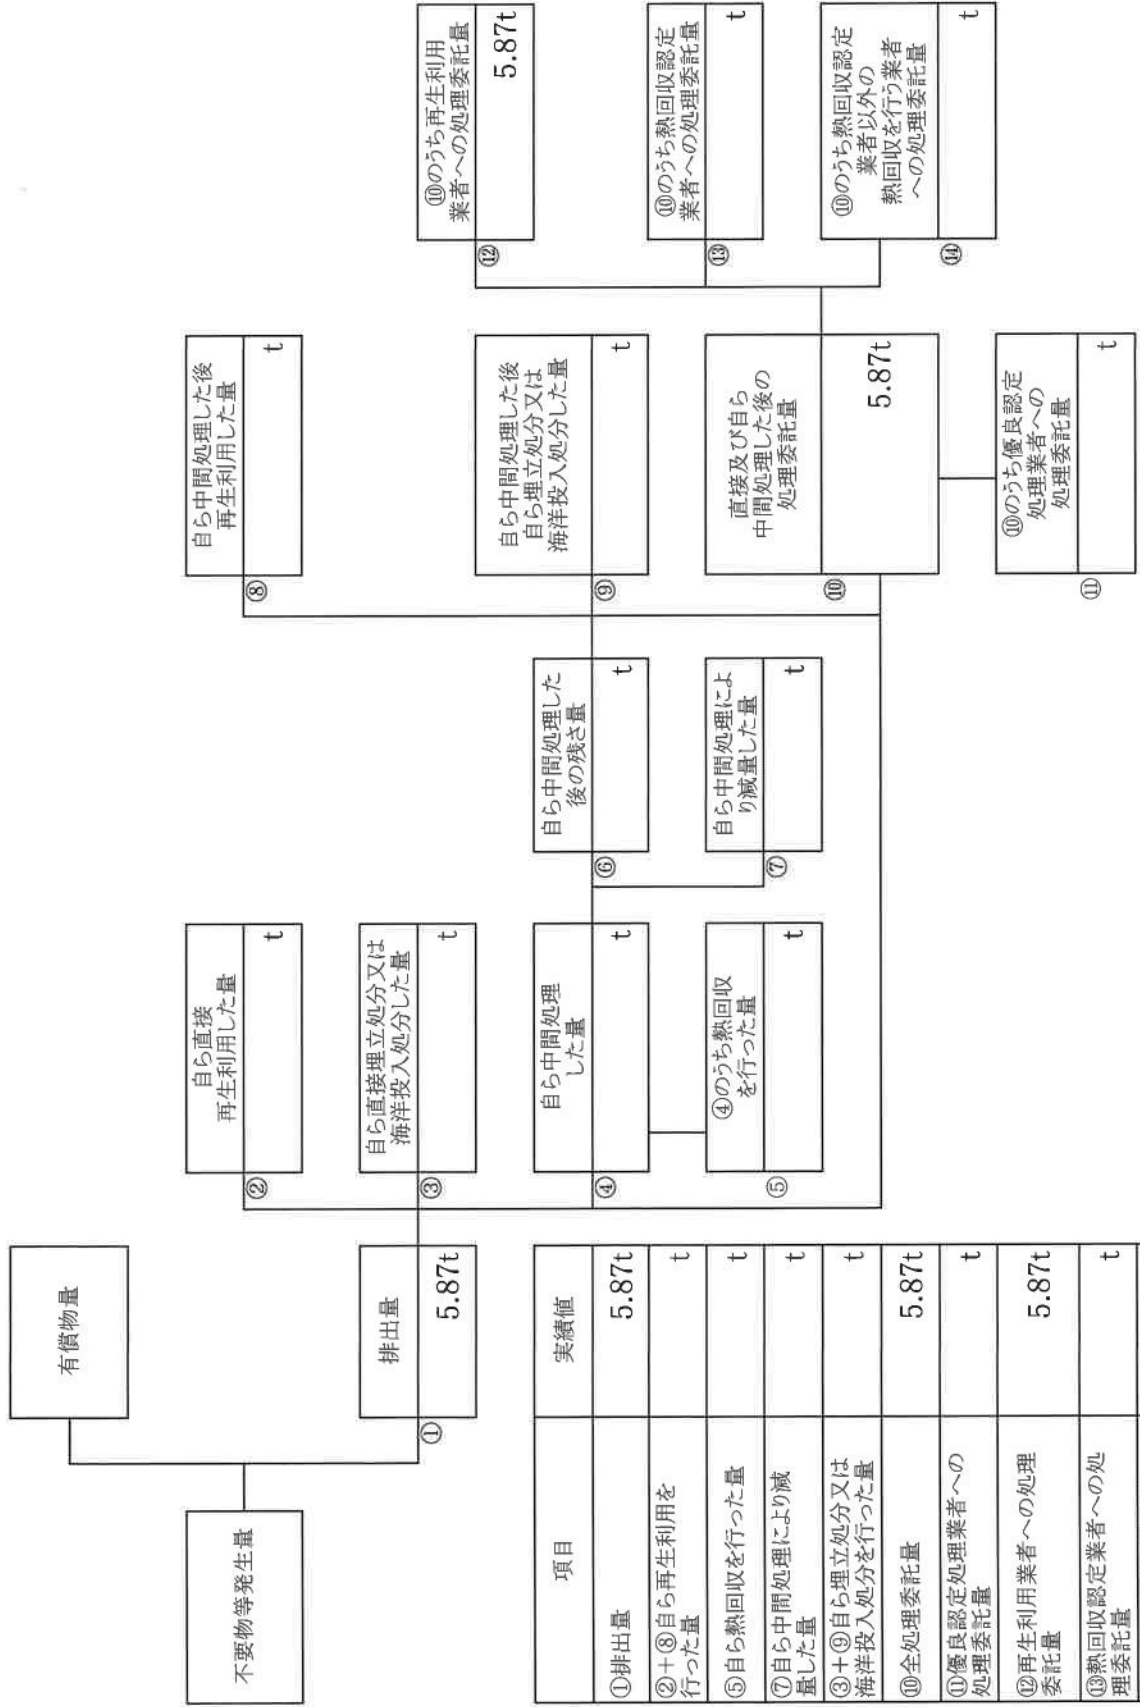 有償物量
不要物等発生量
排出量
①
5.87t
自ら直接
再生利用した量
②
t
自ら直接埋立処分又は
海洋投入処分した量
③
t
自ら中間処理
した量
④
t
④のうち熱回収
を行った量
⑤
t
自ら中間処理した
後の残さ量
⑥
t
自ら中間処理によ
り減量した量
⑦
t
自ら中間処理した後
再生利用した量
⑧
t
自ら中間処理した後
自ら埋立処分又は
海洋投入処分した量
⑨
t
直接及び自ら
中間処理した後の
処理委託量
⑩
5.87t
⑩のうち優良認定
処理業者への
処理委託量
⑪
t
⑩のうち再生利用
業者への処理委託量
⑫
5.87t
⑩のうち熱回収認定
業者への処理委託量
⑬
t
⑩のうち熱回収認定
業者以外の
熱回収を行う業者
への処理委託量
⑭
t
項目 実績値
①排出量 5.87t
②+⑧自ら再生利用を
行った量 t
⑤自ら熱回収を行った量 t
⑦自ら中間処理により減
量した量 t
③+⑨自ら埋立処分又は
海洋投入処分を行った量 t
⑩全処理委託量 5.87t
⑪優良認定処理業者への
処理委託量 t
⑫再生利用業者への処理
委託量 5.87t
⑬熱回収認定業者への処
理委託量 t